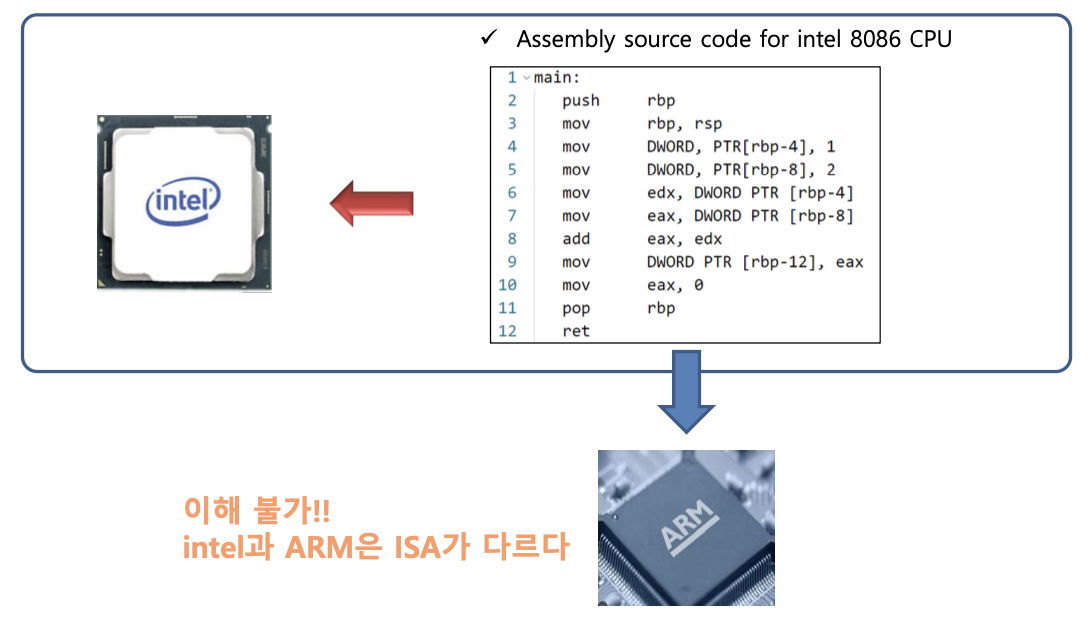 ✓ Assembly source code for intel 8086 CPU
1 main:
2 push rbp
3 mov rbp, rsp
4 mov DWORD, PTR[rbp-4], 1
5 mov DWORD, PTR[rbp-8], 2
6 mov edx, DWORD PTR [rbp-4]
7 mov eax, DWORD PTR [rbp-8]
8 add eax, edx
9 mov DWORD PTR [rbp-12], eax
10 mov eax, 0
11 pop rbp
12 ret
intel
ARM
이해 불가!!
intel과 ARM은 ISA가 다르다